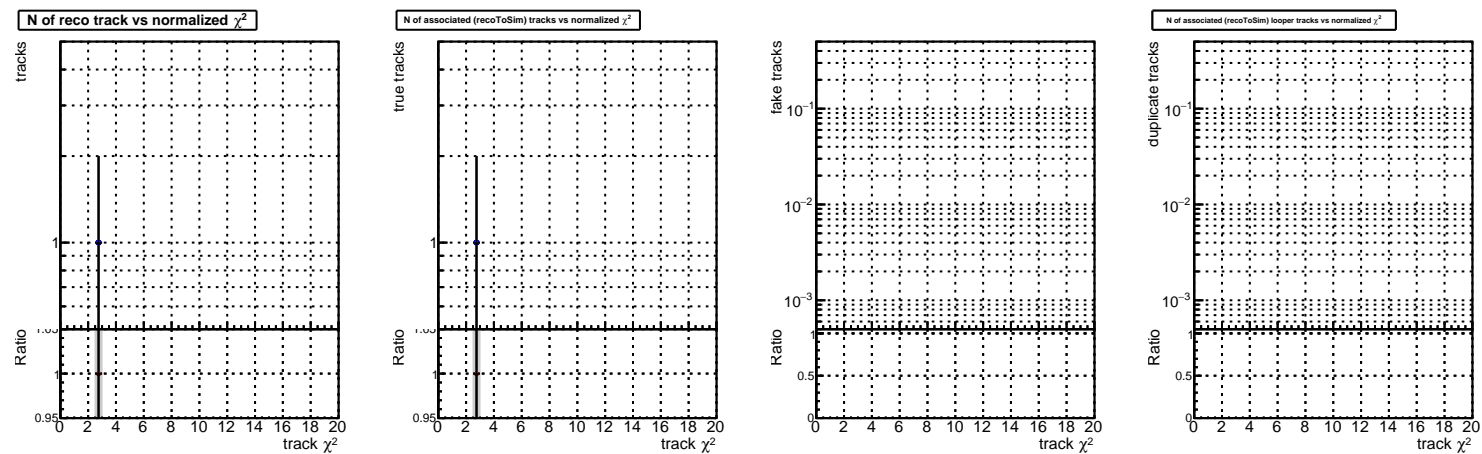 N of reco track vs normalized χ²
tracks
1
Ratio
1.05
1
0.95
0 2 4 6 8 10 12 14 16 18 20
track χ²
N of associated (recoToSim) tracks vs normalized χ²
true tracks
1
Ratio
1.05
1
0.95
0 2 4 6 8 10 12 14 16 18 20
track χ²
fake tracks
10⁻¹
10⁻²
10⁻³
Ratio
1
0.5
0
0 2 4 6 8 10 12 14 16 18 20
track χ²
N of associated (recoToSim) looper tracks vs normalized χ²
duplicate tracks
10⁻¹
10⁻²
10⁻³
Ratio
1
0.5
0
0 2 4 6 8 10 12 14 16 18 20
track χ²